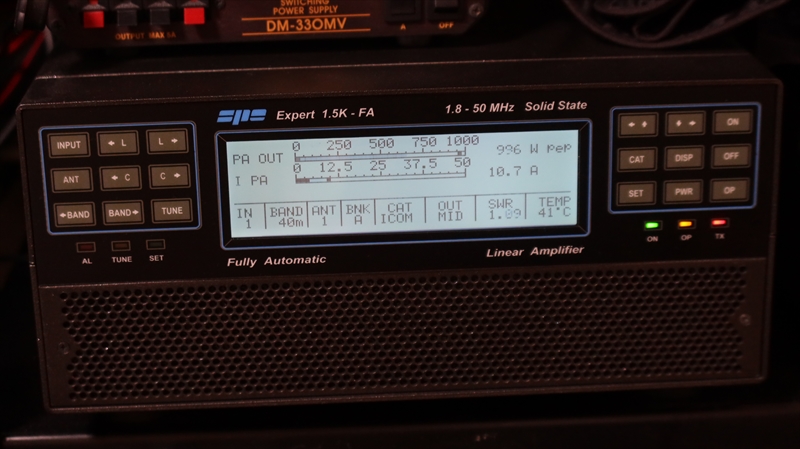 SWITCHING
POWER SUPPLY
DM-330MV
OUTPUT MAX 5A
A
OFF
spe Expert 1.5K - FA
1.8 - 50 MHz Solid State
INPUT
← L
L →
ANT
← C
C →
←BAND
BAND→
TUNE
AL
TUNE
SET
0 250 500 750 1000
PA OUT
996 W pep
0 12.5 25 37.5 50
I PA
10.7 A
IN
1
BAND
40m
ANT
1
BNK
A
CAT
ICOM
OUT
MID
SWR
1.09
TEMP
41°C
ON
CAT
DISP
OFF
SET
PWR
OP
ON
OP
TX
Fully Automatic
Linear Amplifier